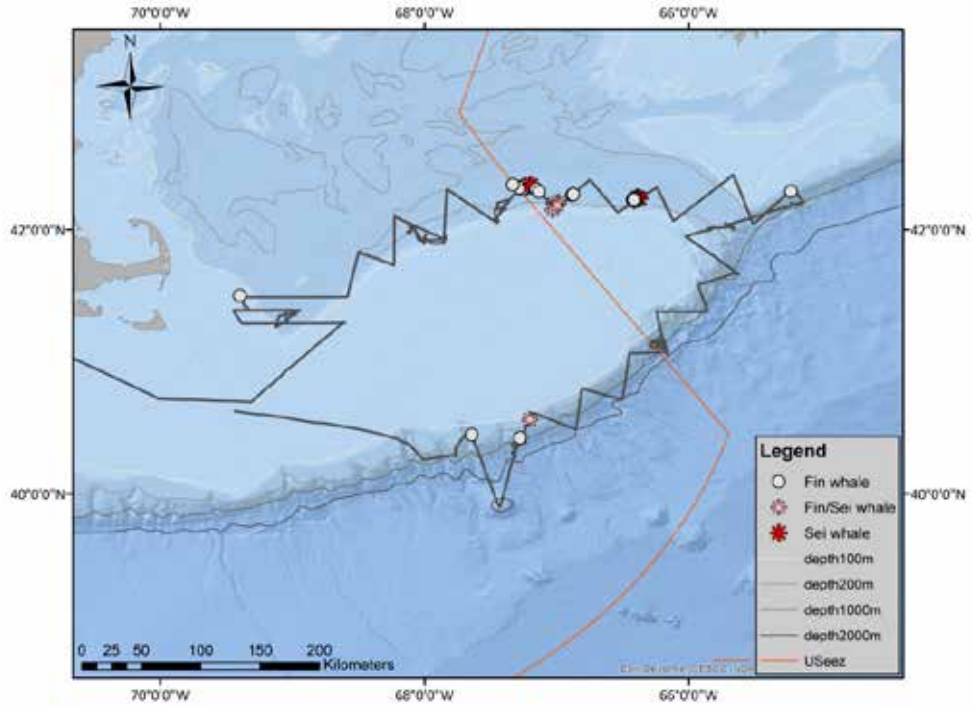 70°0'0"W 68°0'0"W 66°0'0"W
N
42°0'0"N 42°0'0"N
40°0'0"N 40°0'0"N
Legend
Fin whale
Fin/Sei whale
Sei whale
depth100m
depth200m
depth1000m
depth2000m
USeez
0 25 50 100 150 200
Kilometers
70°0'0"W 68°0'0"W 66°0'0"W